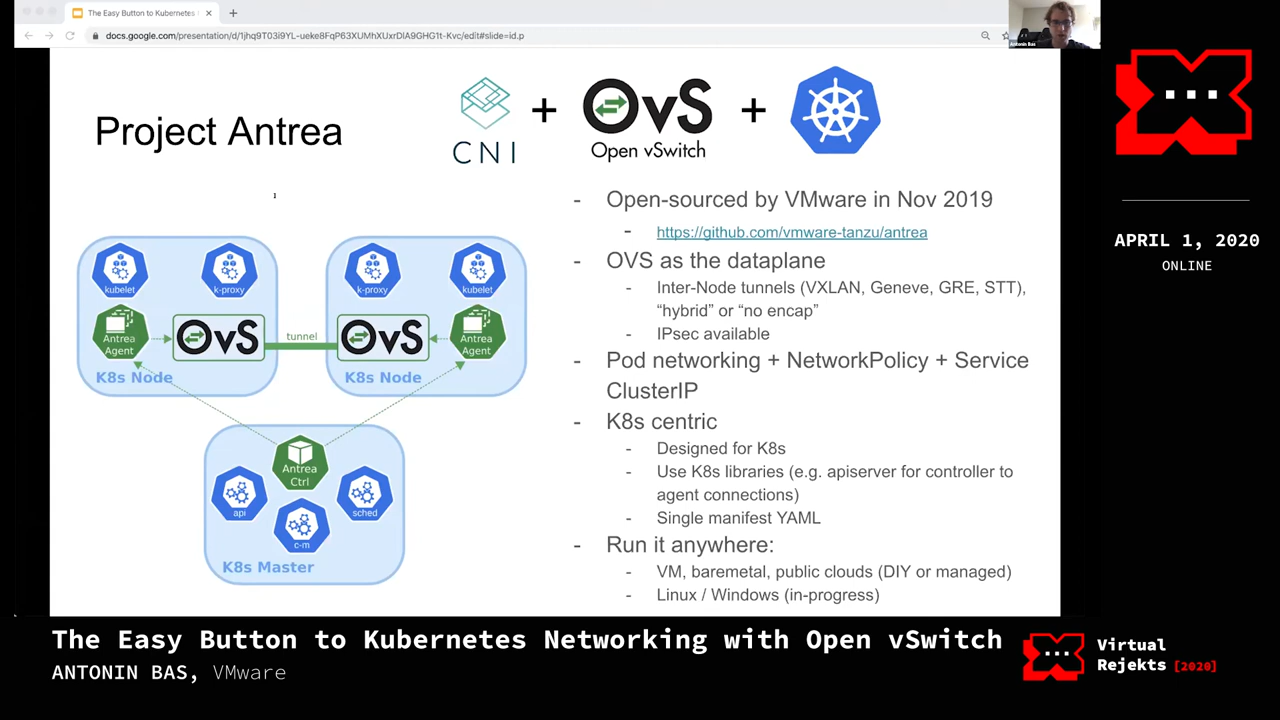 The Easy Button to Kubernetes
docs.google.com/presentation/d/1jhq9T03i9YL-ueke8FqP63XUMhXUxrDIA9GHG1t-Kvc/edit#slide=id.p
Antonin Bas
Project Antrea
CNI
+
OvS
Open vSwitch
+
kubelet
k-proxy
Antrea
Agent
OvS
K8s Node
tunnel
k-proxy
kubelet
OvS
Antrea
Agent
K8s Node
Antrea
Ctrl
api
sched
c-m
K8s Master
- Open-sourced by VMware in Nov 2019
- https://github.com/vmware-tanzu/antrea
- OVS as the dataplane
- Inter-Node tunnels (VXLAN, Geneve, GRE, STT),
“hybrid” or “no encap”
- IPsec available
- Pod networking + NetworkPolicy + Service
ClusterIP
- K8s centric
- Designed for K8s
- Use K8s libraries (e.g. apiserver for controller to
agent connections)
- Single manifest YAML
- Run it anywhere:
- VM, baremetal, public clouds (DIY or managed)
- Linux / Windows (in-progress)
APRIL 1, 2020
ONLINE
The Easy Button to Kubernetes Networking with Open vSwitch
ANTONIN BAS, VMware
Virtual
Rejekts [2020]